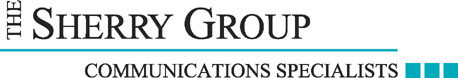 THE SHERRY GROUP
COMMUNICATIONS SPECIALISTS